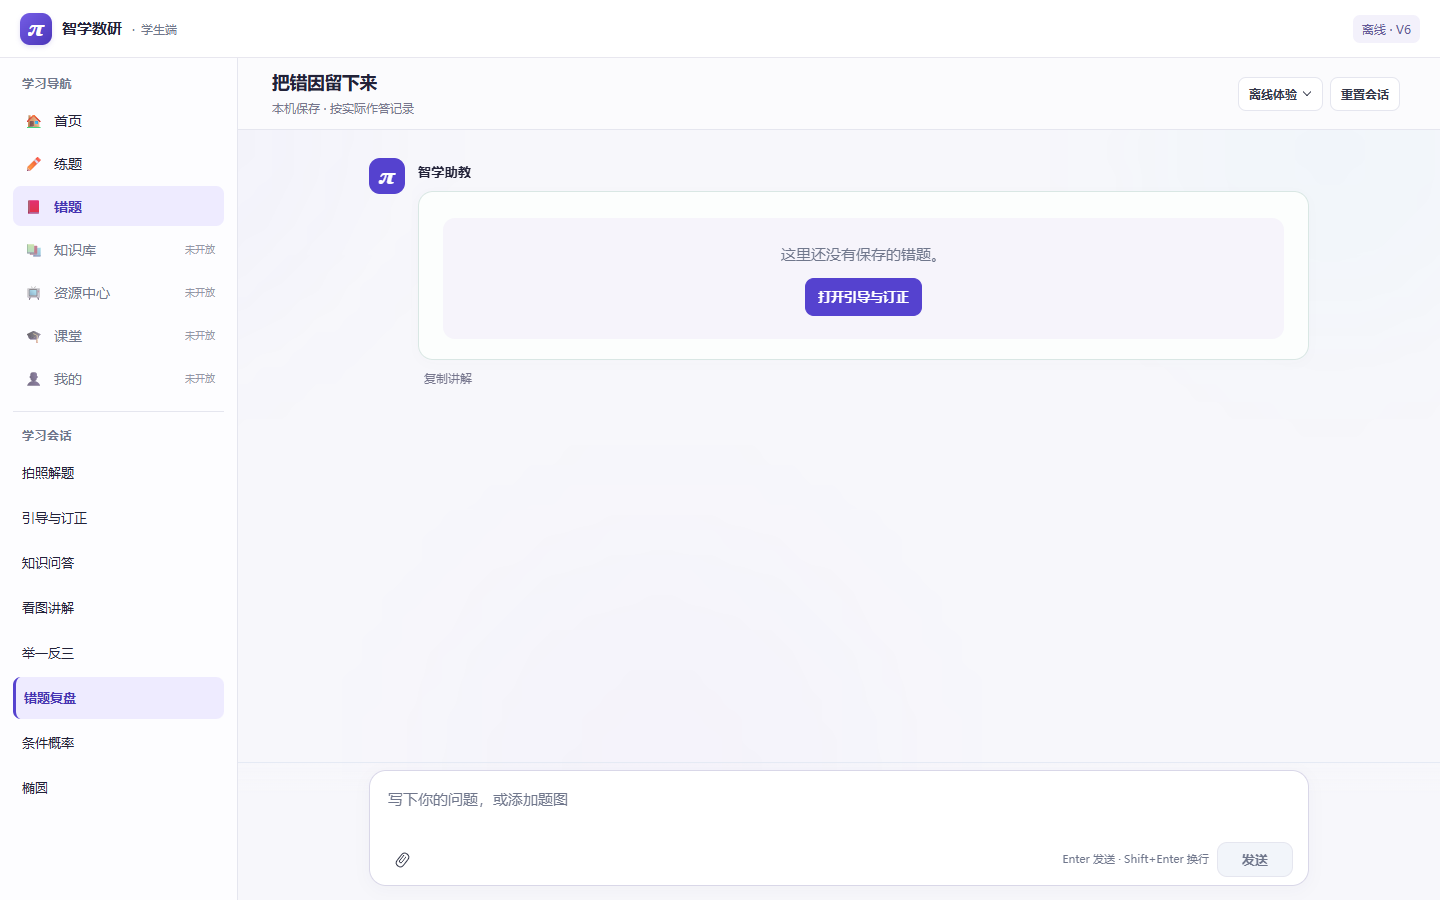 π 智学数研 · 学生端
离线 · V6
学习导航
首页
练题
错题
知识库 未开放
资源中心 未开放
课堂 未开放
我的 未开放
学习会话
拍照解题
引导与订正
知识问答
看图讲解
举一反三
错题复盘
条件概率
椭圆
把错因留下来
本机保存 · 按实际作答记录
离线体验
重置会话
π 智学助教
这里还没有保存的错题。
打开引导与订正
复制讲解
写下你的问题，或添加题图
Enter 发送 · Shift+Enter 换行
发送